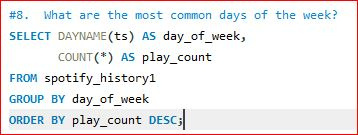 #8.  What are the most common days of the week?
SELECT DAYNAME(ts) AS day_of_week,
COUNT(*) AS play_count
FROM spotify_history1
GROUP BY day_of_week
ORDER BY play_count DESC;